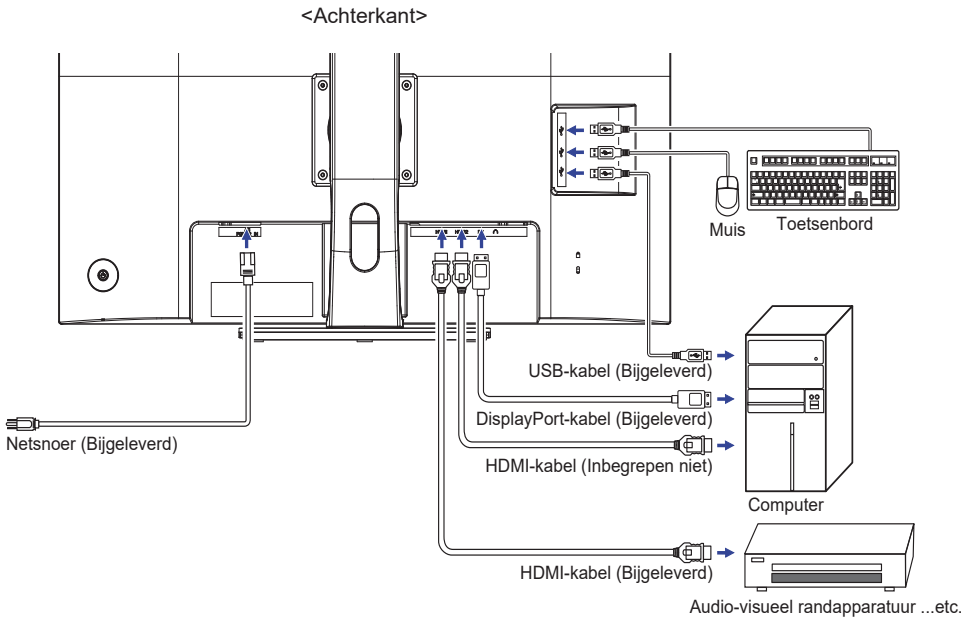 <Achterkant>
Muis
Toetsenbord
USB-kabel (Bijgeleverd)
DisplayPort-kabel (Bijgeleverd)
Netsnoer (Bijgeleverd)
HDMI-kabel (Inbegrepen niet)
Computer
HDMI-kabel (Bijgeleverd)
Audio-visueel randapparatuur ...etc.